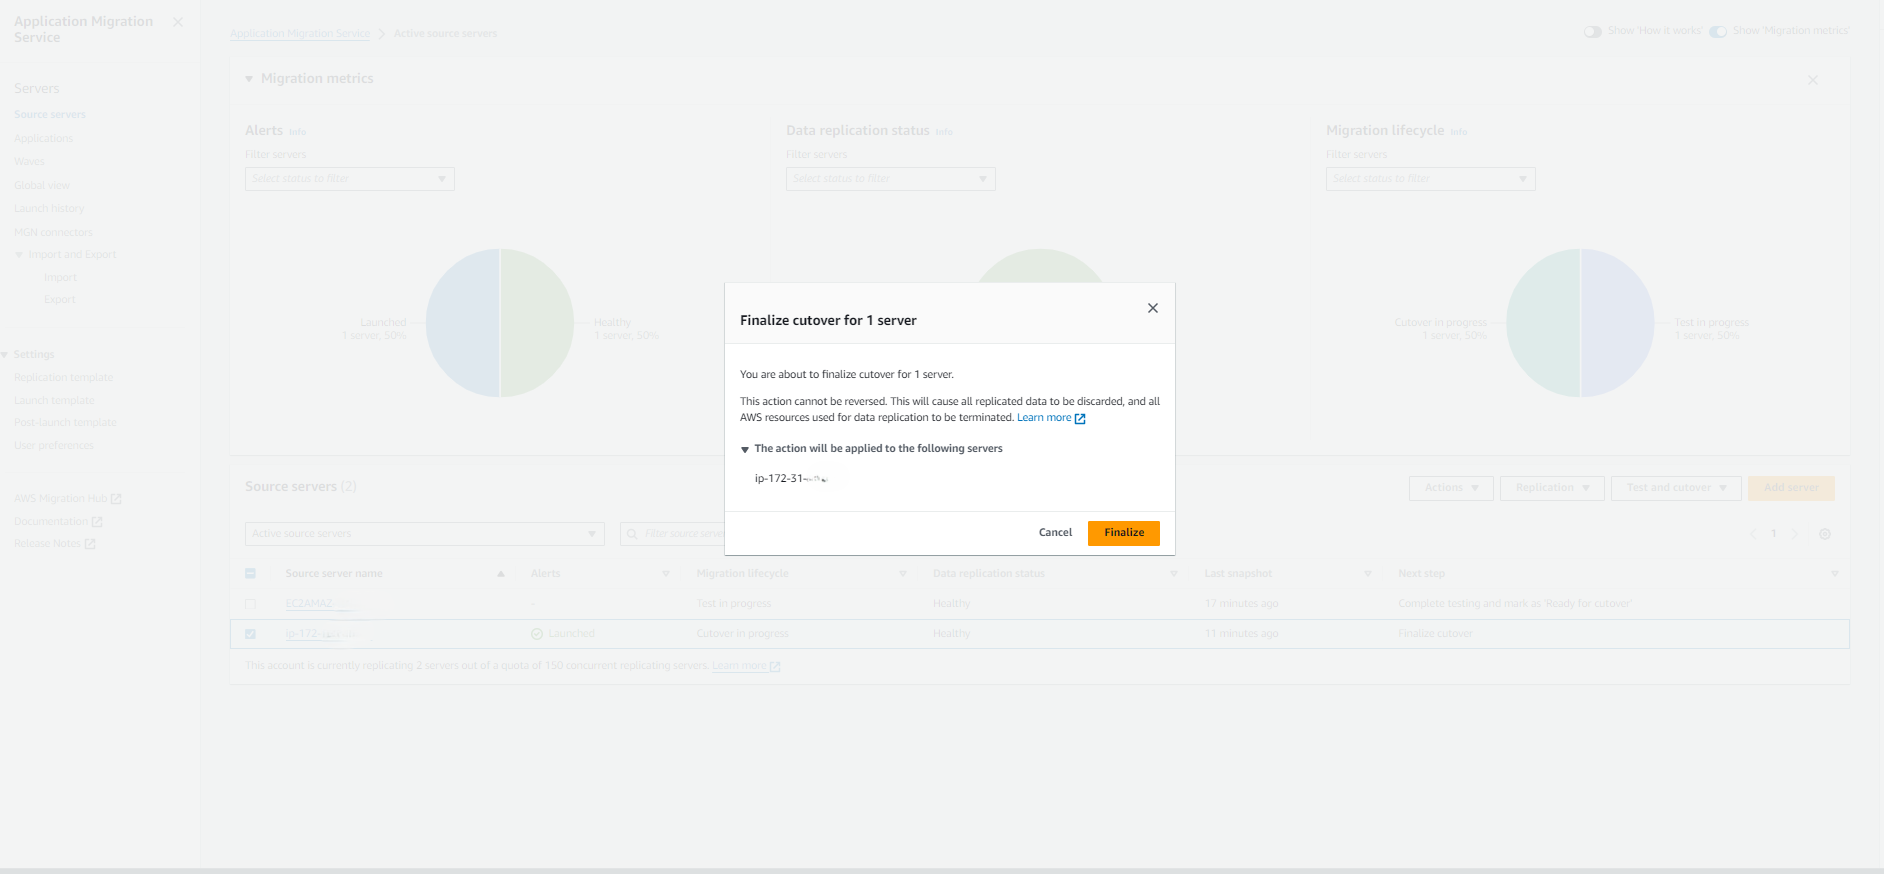 Application Migration
Service
Servers
Source servers
Applications
Waves
Global view
Launch history
MGN connectors
Import and Export
Import
Export
Settings
Replication template
Launch template
Post-launch template
User preferences
AWS Migration Hub
Documentation
Release Notes
Application Migration Service > Active source servers
Show 'How it works' Show 'Migration metrics'
Migration metrics
Alerts Info
Filter servers
Select status to filter
Launched
1 server, 50%
Healthy
1 server, 50%
Data replication status Info
Filter servers
Select status to filter
Migration lifecycle Info
Filter servers
Select status to filter
Cutover in progress
1 server, 50%
Test in progress
1 server, 50%
Finalize cutover for 1 server
You are about to finalize cutover for 1 server.
This action cannot be reversed. This will cause all replicated data to be discarded, and all
AWS resources used for data replication to be terminated. Learn more
The action will be applied to the following servers
ip-172-31-
Cancel Finalize
Source servers (2)
Actions Replication Test and cutover Add server
Active source servers
Filter source server
1
Source server name Alerts Migration lifecycle Data replication status Last snapshot Next step
EC2AMAZ- - Test in progress Healthy 17 minutes ago Complete testing and mark as 'Ready for cutover'
ip-172- Launched Cutover in progress Healthy 11 minutes ago Finalize cutover
This account is currently replicating 2 servers out of a quota of 150 concurrent replicating servers. Learn more